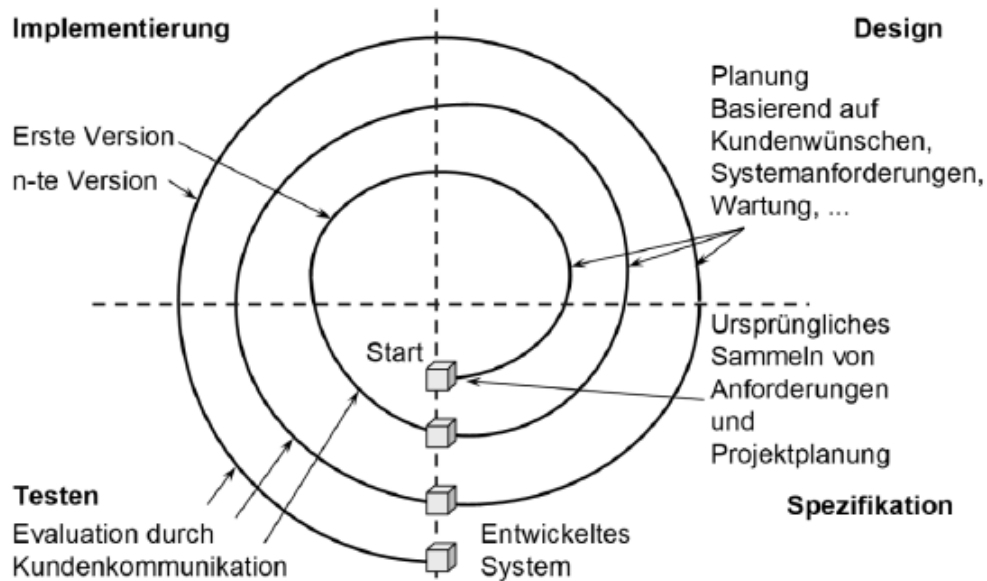 Implementierung
Design
Planung
Basierend auf
Kundenwünschen,
Systemanforderungen,
Wartung, ...
Erste Version
n-te Version
Start
Ursprüngliches
Sammeln von
Anforderungen
und
Projektplanung
Testen
Evaluation durch
Kundenkommunikation
Entwickeltes
System
Spezifikation